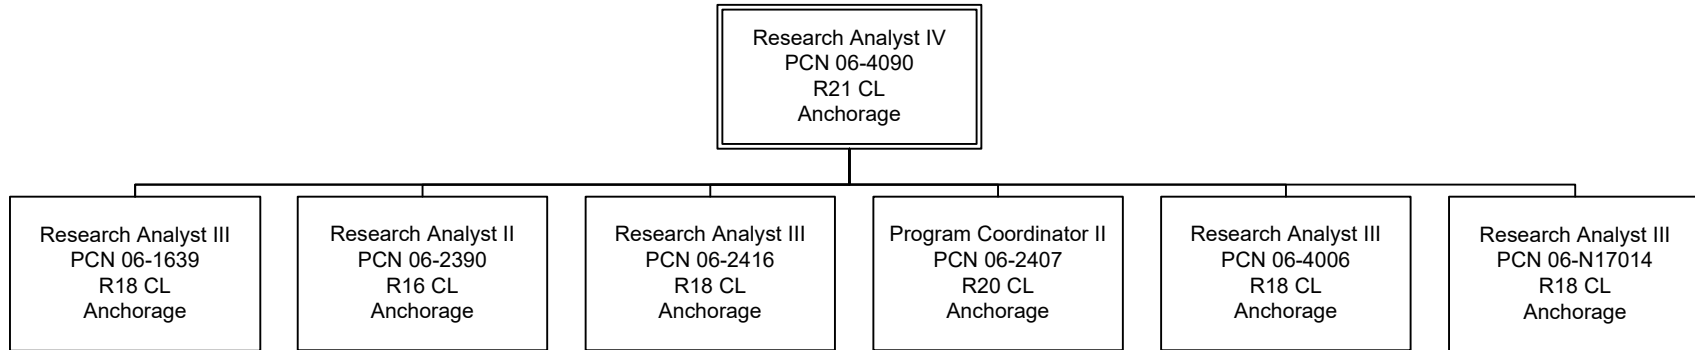 Research Analyst IV
PCN 06-4090
R21 CL
Anchorage
Research Analyst III
PCN 06-1639
R18 CL
Anchorage
Research Analyst II
PCN 06-2390
R16 CL
Anchorage
Research Analyst III
PCN 06-2416
R18 CL
Anchorage
Program Coordinator II
PCN 06-2407
R20 CL
Anchorage
Research Analyst III
PCN 06-4006
R18 CL
Anchorage
Research Analyst III
PCN 06-N17014
R18 CL
Anchorage